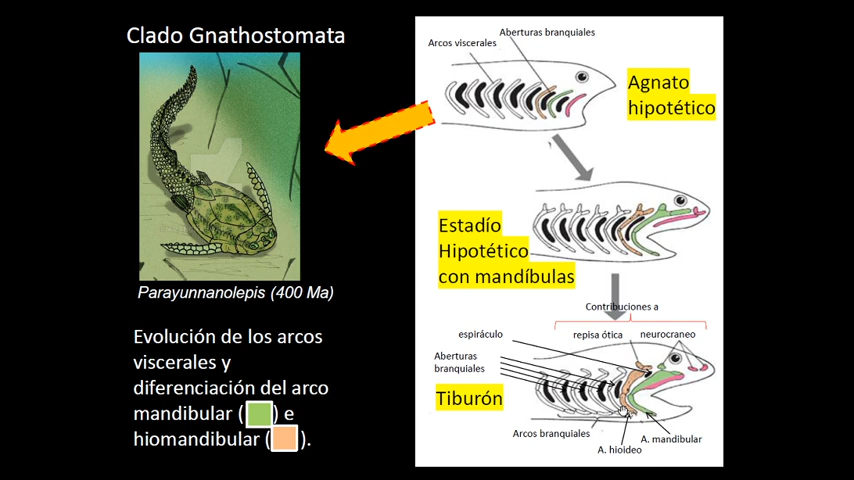 Clado Gnathostomata
Parayunnanolepis (400 Ma)
Evolución de los arcos
viscerales y
diferenciación del arco
mandibular ( ) e
hiomandibular ( ).
Aberturas branquiales
Arcos viscerales
Agnato
hipotético
Estadío
Hipotético
con mandíbulas
Contribuciones a
espiráculo
repisa ótica
neurocraneo
Aberturas
branquiales
Tiburón
Arcos branquiales
A. mandibular
A. hioideo